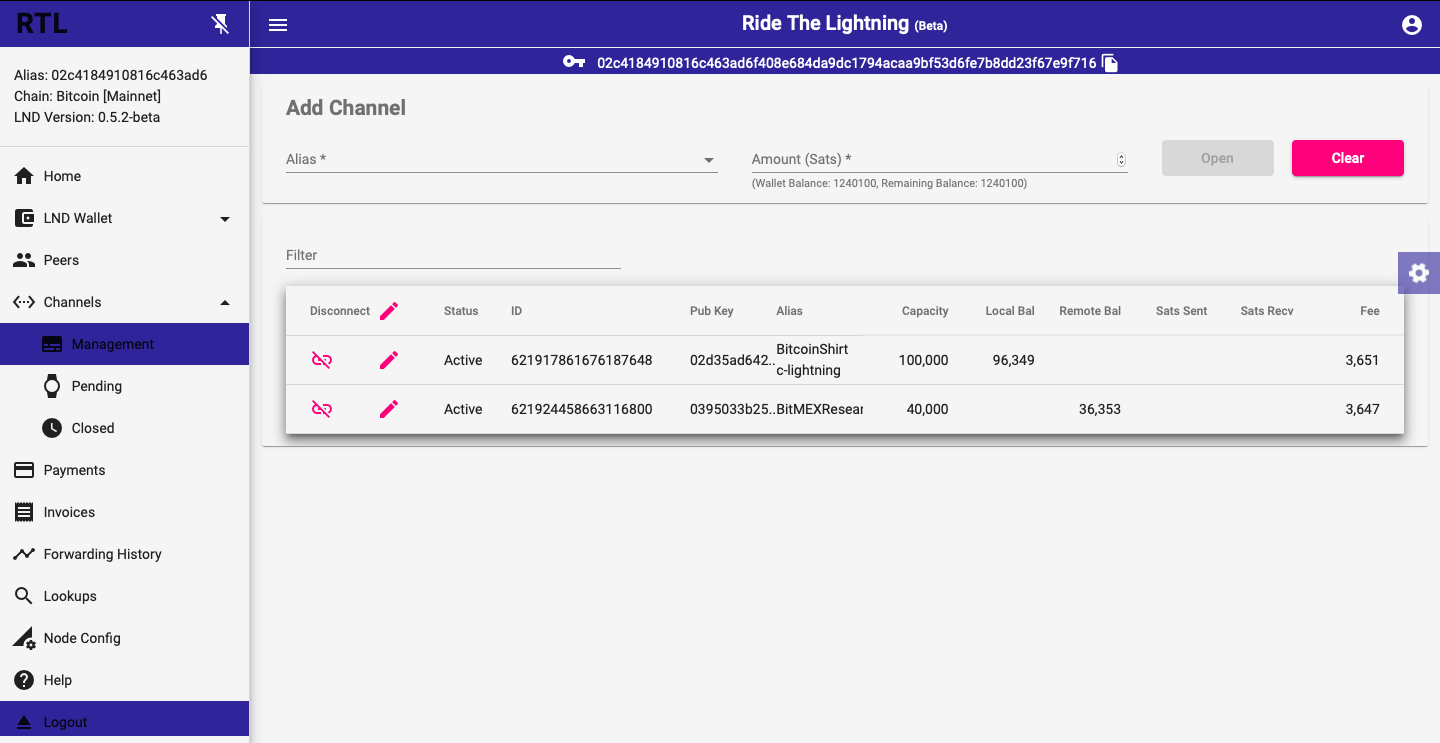 RTL
Ride The Lightning (Beta)
02c4184910816c463ad6f408e684da9dc1794acaa9bf53d6fe7b8dd23f67e9f716
Alias: 02c4184910816c463ad6
Chain: Bitcoin [Mainnet]
LND Version: 0.5.2-beta
Home
LND Wallet
Peers
Channels
Management
Pending
Closed
Payments
Invoices
Forwarding History
Lookups
Node Config
Help
Logout
Add Channel
Alias *
Amount (Sats) *
(Wallet Balance: 1240100, Remaining Balance: 1240100)
Open
Clear
Filter
Disconnect Status ID Pub Key Alias Capacity Local Bal Remote Bal Sats Sent Sats Recv Fee
Active 621917861676187648 02d35ad642... BitcoinShirt c-lightning 100,000 96,349 3,651
Active 621924458663116800 0395033b25... BitMEXResear 40,000 36,353 3,647